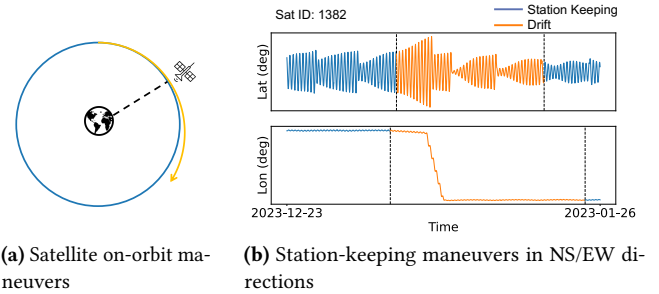 Sat ID: 1382
Station Keeping
Drift
Lat (deg)
Lon (deg)
2023-12-23
2023-01-26
Time
(a) Satellite on-orbit ma-
neuvers
(b) Station-keeping maneuvers in NS/EW di-
rections